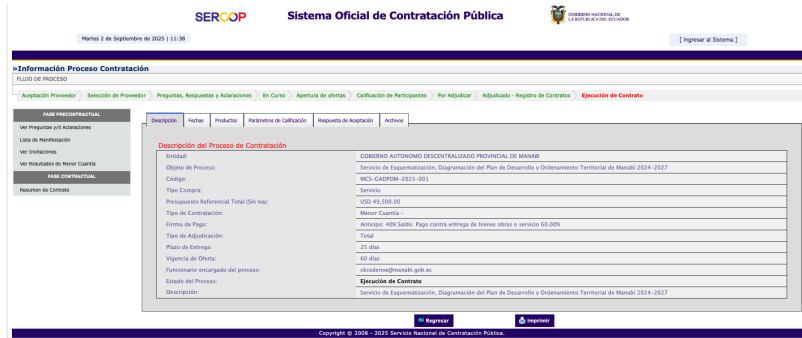 SERCOP
Sistema Oficial de Contratación Pública
GOBIERNO NACIONAL DE
LA REPUBLICA DEL ECUADOR
Martes 2 de Septiembre de 2025 | 11:38
[ Ingresar al Sistema ]
»Información Proceso Contratación
FLUJO DE PROCESO
Aceptación Proveedor
Selección de Proveedor
Preguntas, Respuestas y Aclaraciones
En Curso
Apertura de ofertas
Calificación de Participantes
Por Adjudicar
Adjudicado - Registro de Contratos
Ejecución de Contrato
FASE PRECONTRACTUAL
Ver Preguntas y/ó Aclaraciones
Lista de Manifestación
Ver Invitaciones
Ver Resultados de Menor Cuantía
FASE CONTRACTUAL
Resumen de Contrato
Descripción
Fechas
Productos
Parámetros de Calificación
Respuesta de Aceptación
Archivos
Descripción del Proceso de Contratación
Entidad: GOBIERNO AUTONOMO DESCENTRALIZADO PROVINCIAL DE MANABI
Objeto de Proceso: Servicio de Esquematización, Diagramación del Plan de Desarrollo y Ordenamiento Territorial de Manabí 2024-2027
Código: MCS-GADPDM-2025-001
Tipo Compra: Servicio
Presupuesto Referencial Total (Sin Iva): USD 49,500.00
Tipo de Contratación: Menor Cuantía -
Forma de Pago: Anticipo: 40% Saldo: Pago contra entrega de bienes obras o servicio 60.00%
Tipo de Adjudicación: Total
Plazo de Entrega: 25 días
Vigencia de Oferta: 60 días
Funcionario encargado del proceso: ckcedenoe@manabi.gob.ec
Estado del Proceso: Ejecución de Contrato
Descripción: Servicio de Esquematización, Diagramación del Plan de Desarrollo y Ordenamiento Territorial de Manabí 2024-2027
Regresar
Imprimir
Copyright © 2008 - 2025 Servicio Nacional de Contratación Pública.